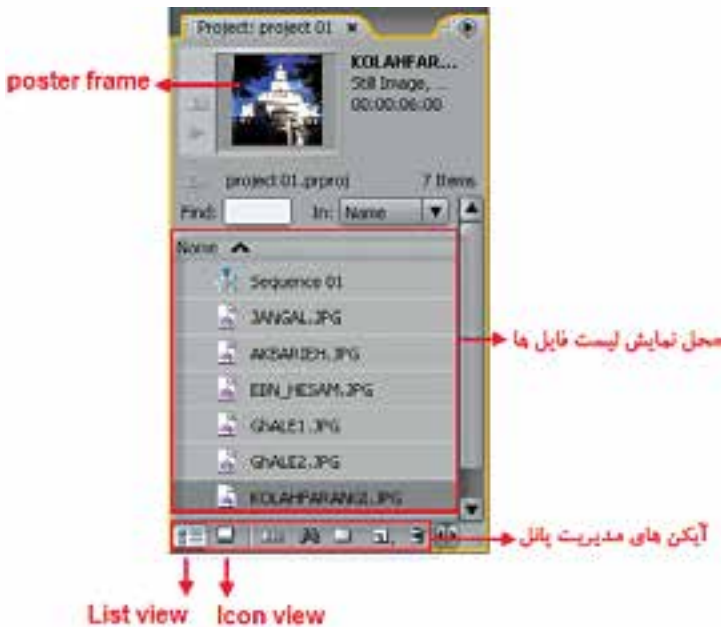 Project: project 01
poster frame
KOLAHFAR...
Still Image, ...
00:00:06:00
project 01.prproj
7 Items
Find:
In: Name
Name
Sequence 01
JANGAL.JPG
محل نمایش لیست فایل ها
AKBARIEH.JPG
EBN_HESAM.JPG
GhALE1.JPG
GhALE2.JPG
KOLAHFARANGI.JPG
آیکن های مدیریت پانل
List view
Icon view